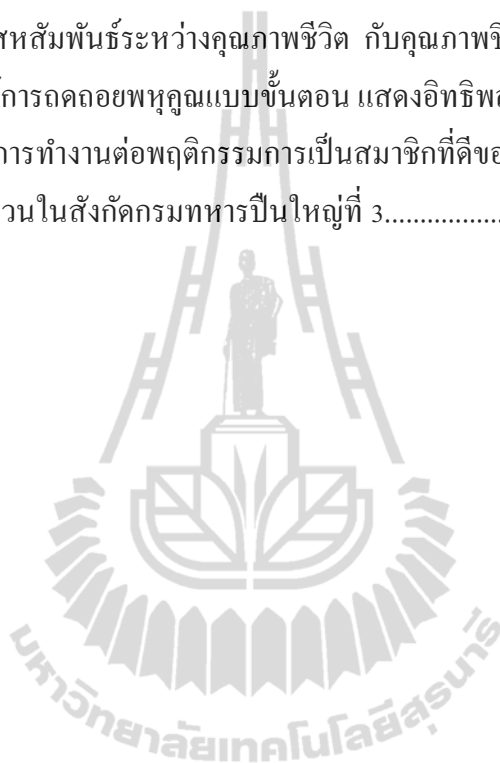 สหสัมพันธ์ระหว่างคุณภาพชีวิต กับคุณภาพชี
การถดถอยพหุคูณแบบขั้นตอน แสดงอิทธิพล
การทำงานต่อพฤติกรรมการเป็นสมาชิกที่ดีขอ
วนในสังกัดกรมทหารปืนใหญ่ที่ 3.................
มหาวิทยาลัยเทคโนโลยีสุรนารี